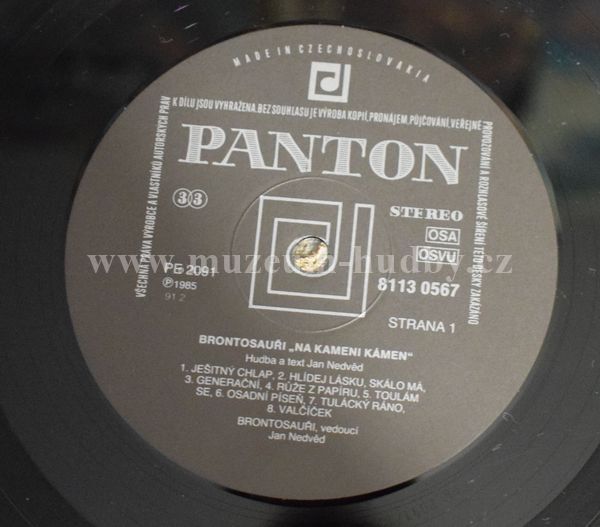 MADE IN CZECHOSLOVAKIA
VŠECHNA PRÁVA VÝROBCE A VLASTNÍKŮ AUTORSKÝCH PRÁV
K DÍLU JSOU VYHRAŽENA. BEZ SOUHLASU JE VÝROBA KOPIÍ, PRONÁJEM, PŮJČOVÁNÍ, VEŘEJNÉ
PROVOZOVÁNÍ A ROZHLASOVÉ ŠÍŘENÍ TÉTO DESKY ZAKÁZÁNO
PANTON
33
STEREO
OSA
OSVU
www.muzeum-hudby.cz
PE 2091
8113 0567
Ⓟ1985
91 2
STRANA 1
BRONTOSAUŘI „NA KAMENI KÁMEN“
Hudba a text Jan Nedvěd
1. JEŠITNÝ CHLAP, 2. HLÍDEJ LÁSKU, SKÁLO MÁ,
3. GENERAČNÍ, 4. RŮŽE Z PAPÍRU, 5. TOULÁM
SE, 6. OSADNÍ PÍSEŇ, 7. TULÁCKÝ RÁNO,
8. VALČÍČEK
BRONTOSAUŘI, vedoucí
Jan Nedvěd